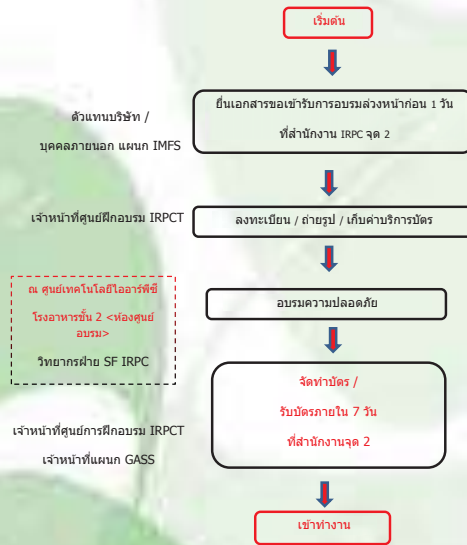 เริ่มต้น
ตัวแทนบริษัท /
บุคคลภายนอก แผนก IMFS
ยื่นเอกสารขอเข้ารับการอบรมล่วงหน้าก่อน 1 วัน
ที่สำนักงาน IRPC จุด 2
เจ้าหน้าที่ศูนย์ฝึกอบรม IRPCT
ลงทะเบียน / ถ่ายรูป / เก็บค่าบริการบัตร
ณ ศูนย์เทคโนโลยีไออาร์พีซี
โรงอาหารชั้น 2 <ห้องศูนย์
อบรม>
วิทยากรฝ่าย SF IRPC
อบรมความปลอดภัย
เจ้าหน้าที่ศูนย์การฝึกอบรม IRPCT
เจ้าหน้าที่แผนก GASS
จัดทำบัตร /
รับบัตรภายใน 7 วัน
ที่สำนักงานจุด 2
เข้าทำงาน